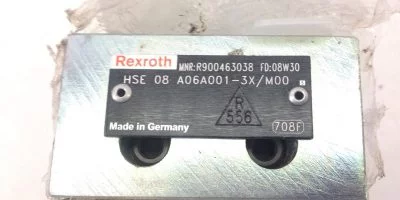 Rexroth MNR:R900463038 FD:08W30
HSE 08 A06A001-3X/M00
R
556
Made in Germany
708F